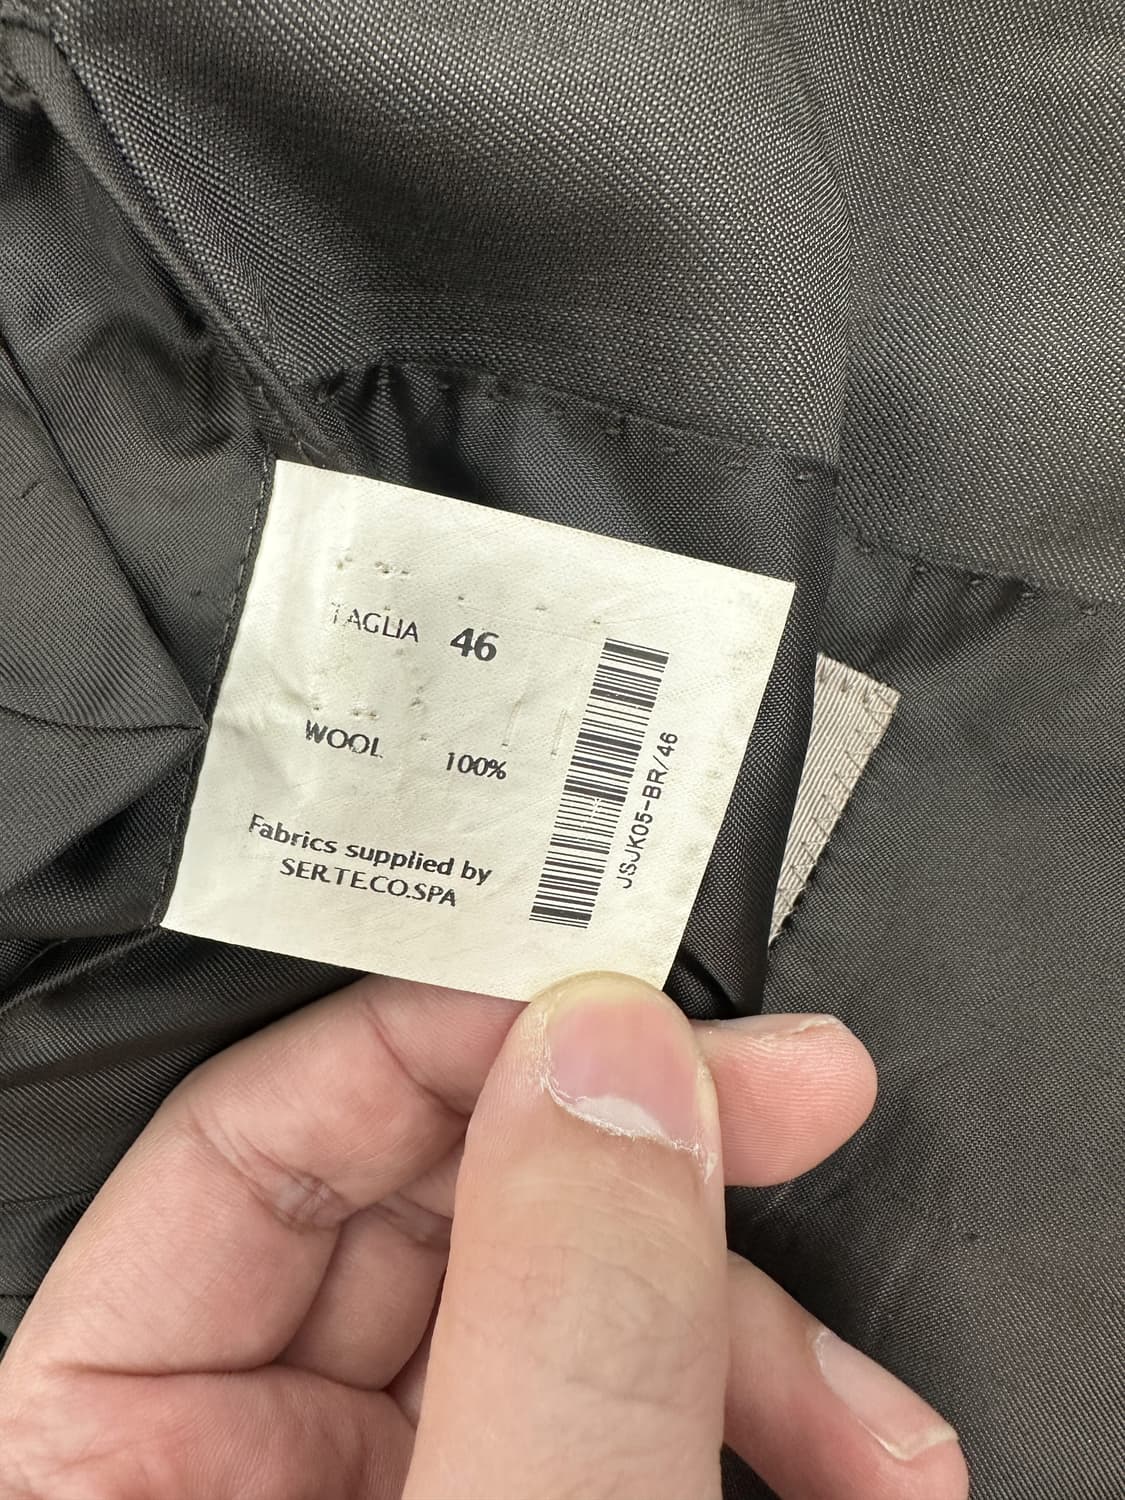 TAGLIA 46
WOOL 100%
Fabrics supplied by
SER.TE.CO.SPA
JSJK05-BR/46